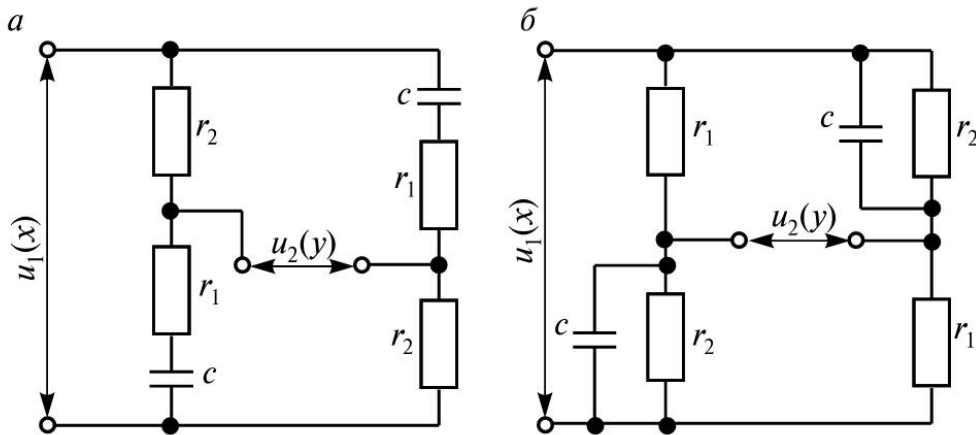 а
r₂
c
r₁
u₁(x)
u₂(y)
r₁
r₂
c
б
c
r₁
r₂
u₂(y)
u₁(x)
c
r₂
r₁